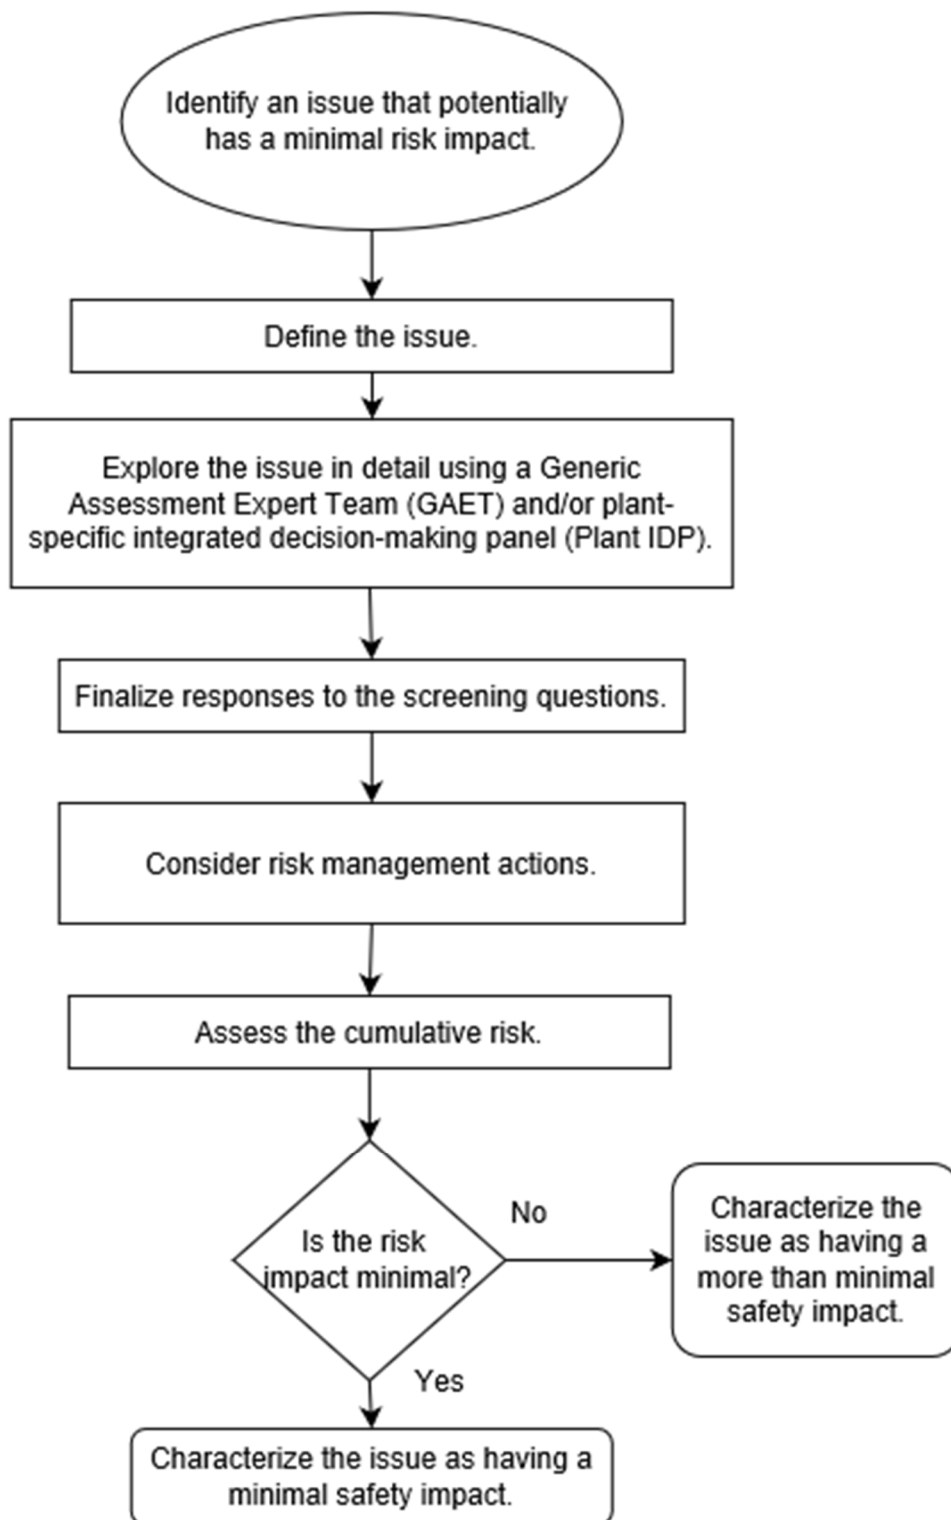 Identify an issue that potentially
has a minimal risk impact.
Define the issue.
Explore the issue in detail using a Generic
Assessment Expert Team (GAET) and/or plant-
specific integrated decision-making panel (Plant IDP).
Finalize responses to the screening questions.
Consider risk management actions.
Assess the cumulative risk.
Is the risk
impact minimal?
No
Characterize the
issue as having a
more than minimal
safety impact.
Yes
Characterize the issue as having a
minimal safety impact.